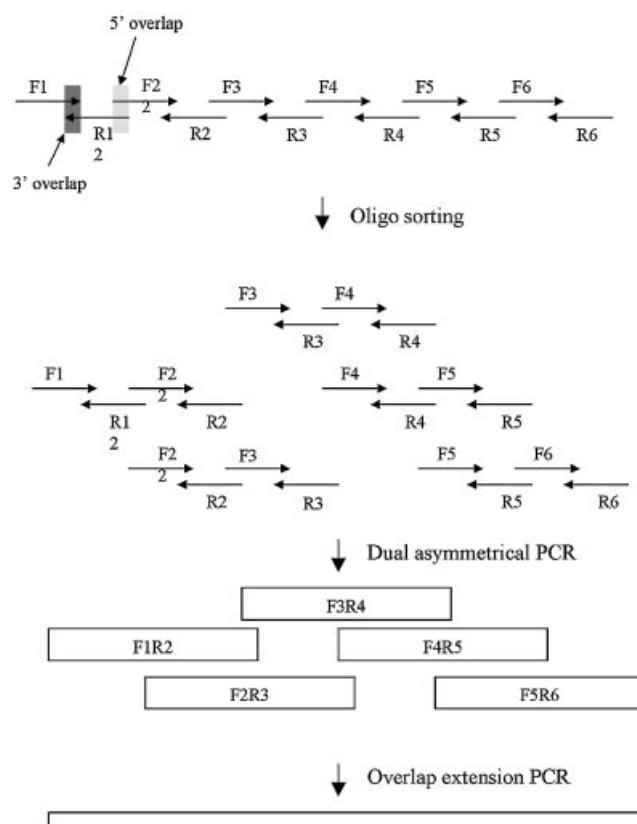 5’ overlap
F1 F2 F3 F4 F5 F6
2
R1 R2 R3 R4 R5 R6
2
3’ overlap
Oligo sorting
F3 F4
R3 R4
F1 F2 F4 F5
2
R1 R2 R4 R5
2
F2 F3 F5 F6
2
R2 R3 R5 R6
Dual asymmetrical PCR
F3R4
F1R2 F4R5
F2R3 F5R6
Overlap extension PCR